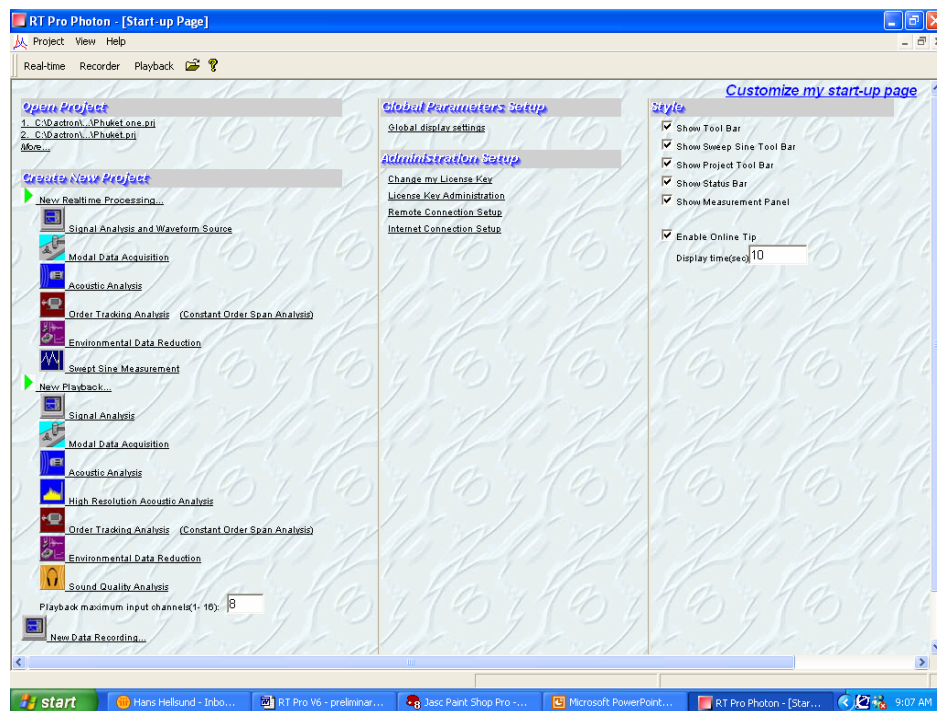 RT Pro Photon - [Start-up Page]
Project View Help
Real-time Recorder Playback
Customize my start-up page
Open Project
1. C:\Dactron\...\Phuket one.prj
2. C:\Dactron\...\Phuket.prj
More...
Create New Project
New Realtime Processing...
Signal Analysis and Waveform Source
Modal Data Acquisition
Acoustic Analysis
Order Tracking Analysis (Constant Order Span Analysis)
Environmental Data Reduction
Swept Sine Measurement
New Playback...
Signal Analysis
Modal Data Acquisition
Acoustic Analysis
High Resolution Acoustic Analysis
Order Tracking Analysis (Constant Order Span Analysis)
Environmental Data Reduction
Sound Quality Analysis
Playback maximum input channels(1- 16): 8
New Data Recording...
Global Parameters Setup
Global display settings
Administration Setup
Change my License Key
License Key Administration
Remote Connection Setup
Internet Connection Setup
Style
Show Tool Bar
Show Sweep Sine Tool Bar
Show Project Tool Bar
Show Status Bar
Show Measurement Panel
Enable Online Tip
Display time(sec) 10
start Hans Hellsund - Inbo... RT Pro V6 - preliminar... Jasc Paint Shop Pro -... Microsoft PowerPoint... RT Pro Photon - [Star... 9:07 AM